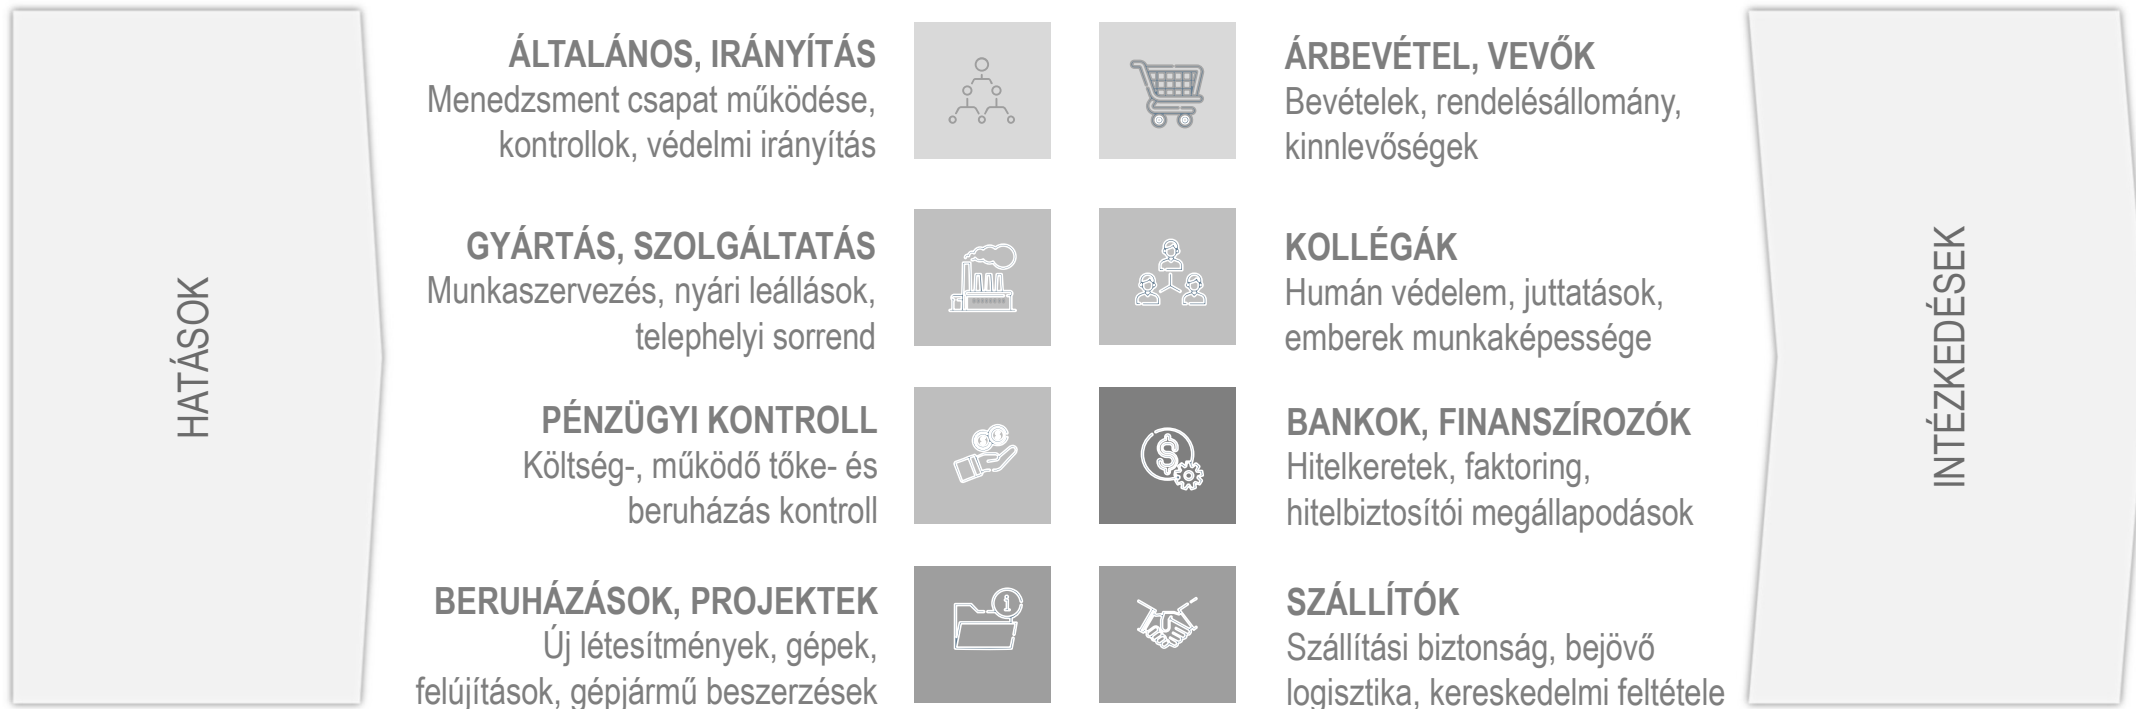 HATÁSOK
ÁLTALÁNOS, IRÁNYÍTÁS
Menedzsment csapat működése,
kontrollok, védelmi irányítás
GYÁRTÁS, SZOLGÁLTATÁS
Munkaszervezés, nyári leállások,
telephelyi sorrend
PÉNZÜGYI KONTROLL
Költség-, működő tőke- és
beruházás kontroll
BERUHÁZÁSOK, PROJEKTEK
Új létesítmények, gépek,
felújítások, gépjármű beszerzések
ÁRBEVÉTEL, VEVŐK
Bevételek, rendelésállomány,
kinnlevőségek
KOLLÉGÁK
Humán védelem, juttatások,
emberek munkaképessége
BANKOK, FINANSZÍROZÓK
Hitelkeretek, faktoring,
hitelbiztosítói megállapodások
SZÁLLÍTÓK
Szállítási biztonság, bejövő
logisztika, kereskedelmi feltétele
INTÉZKEDÉSEK